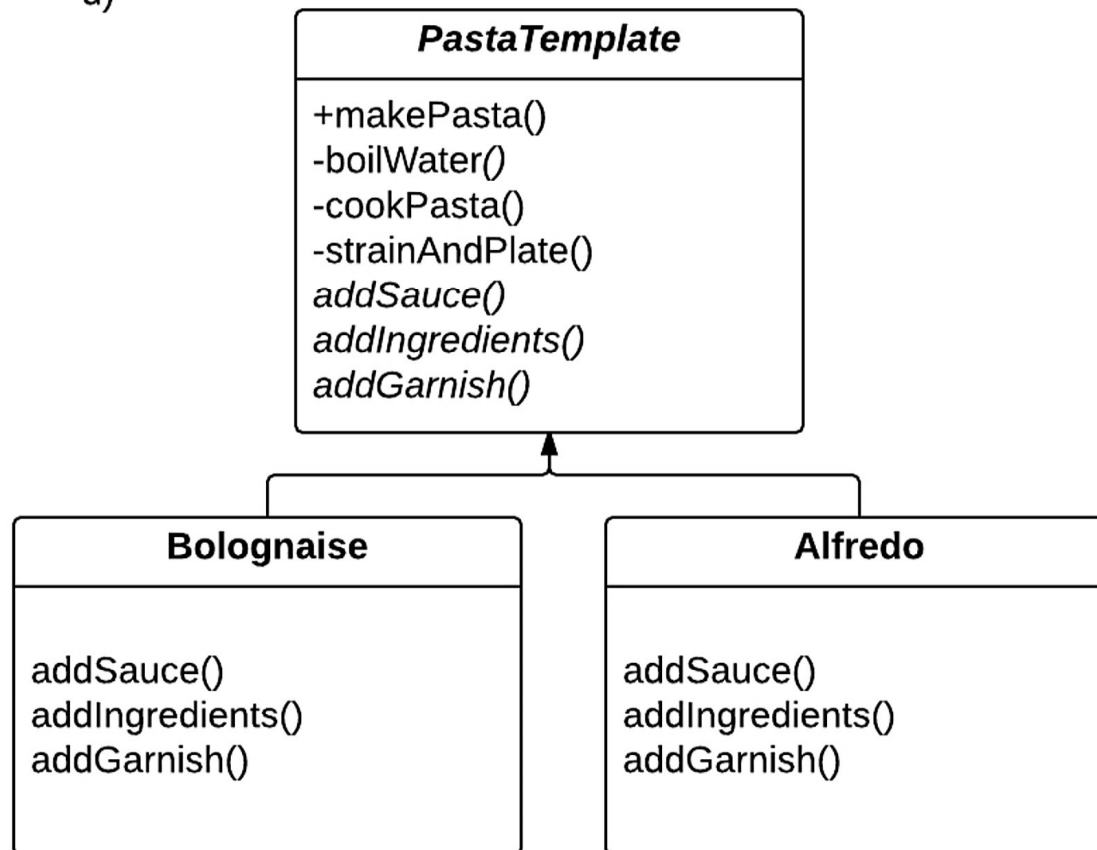 d)
PastaTemplate
+makePasta()
-boilWater()
-cookPasta()
-strainAndPlate()
addSauce()
addIngredients()
addGarnish()
Bolognaise
addSauce()
addIngredients()
addGarnish()
Alfredo
addSauce()
addIngredients()
addGarnish()